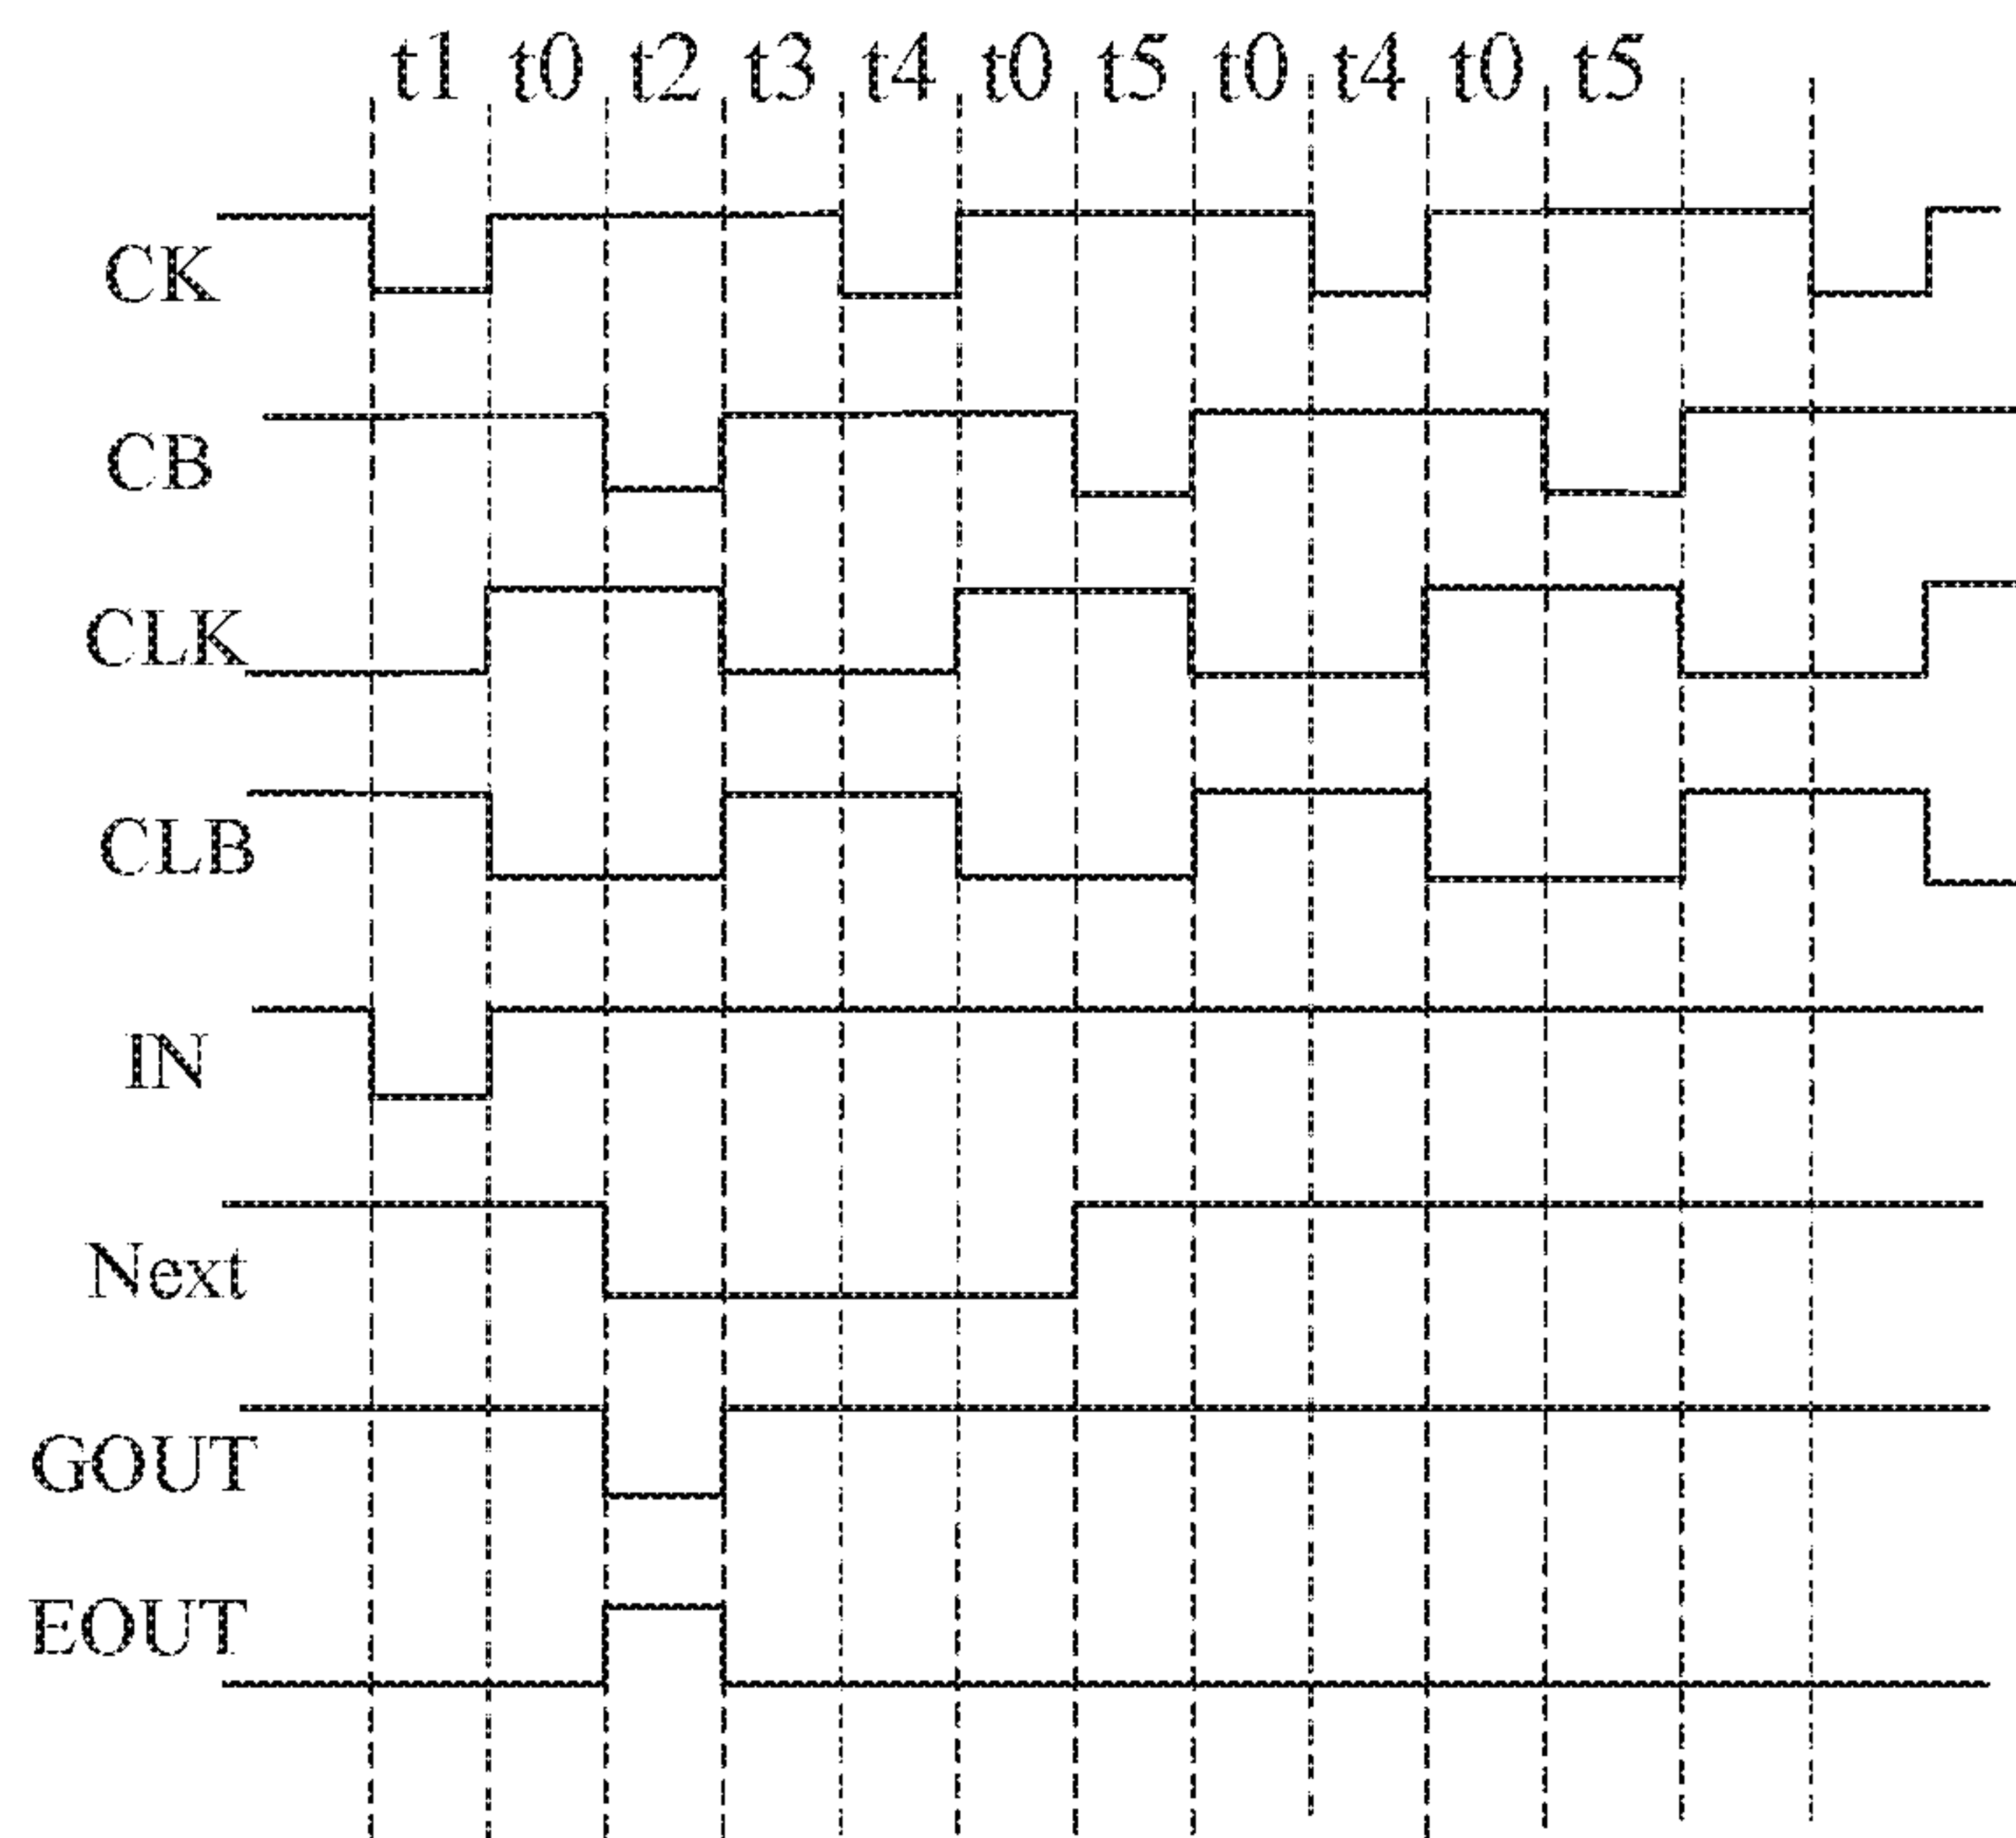 t1 t0 t2 t3 t4 t0 t5 t0 t4 t0 t5
CK
CB
CLK
CLB
IN
Next
GOUT
EOUT